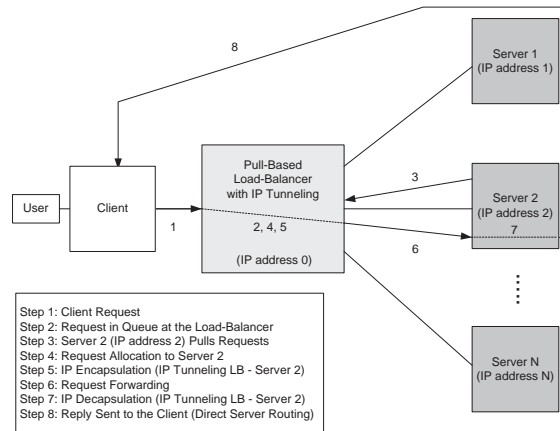 8
Server 1
(IP address 1)
Pull-Based
Load-Balancer
with IP Tunneling
3
Server 2
(IP address 2)
User
Client
1
2, 4, 5
7
6
(IP address 0)
Step 1: Client Request
Step 2: Request in Queue at the Load-Balancer
Step 3: Server 2 (IP address 2) Pulls Requests
Step 4: Request Allocation to Server 2
Step 5: IP Encapsulation (IP Tunneling LB - Server 2)
Step 6: Request Forwarding
Step 7: IP Decapsulation (IP Tunneling LB - Server 2)
Step 8: Reply Sent to the Client (Direct Server Routing)
Server N
(IP address N)